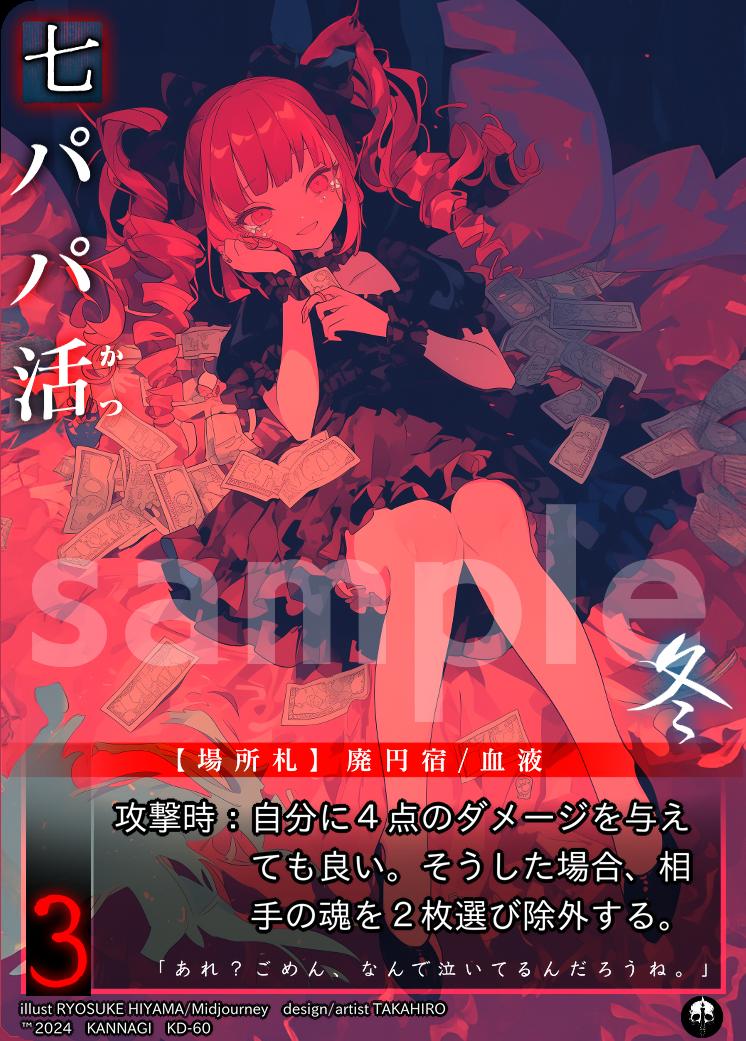 七
パパ活
かつ
sample
冬
【場所札】廃円宿/血液
攻撃時：自分に４点のダメージを与え
ても良い。そうした場合、相
手の魂を２枚選び除外する。
3
「あれ？ごめん、なんで泣いてるんだろうね。」
illust RYOSUKE HIYAMA/Midjourney design/artist TAKAHIRO
™2024 KANNAGI KD-60